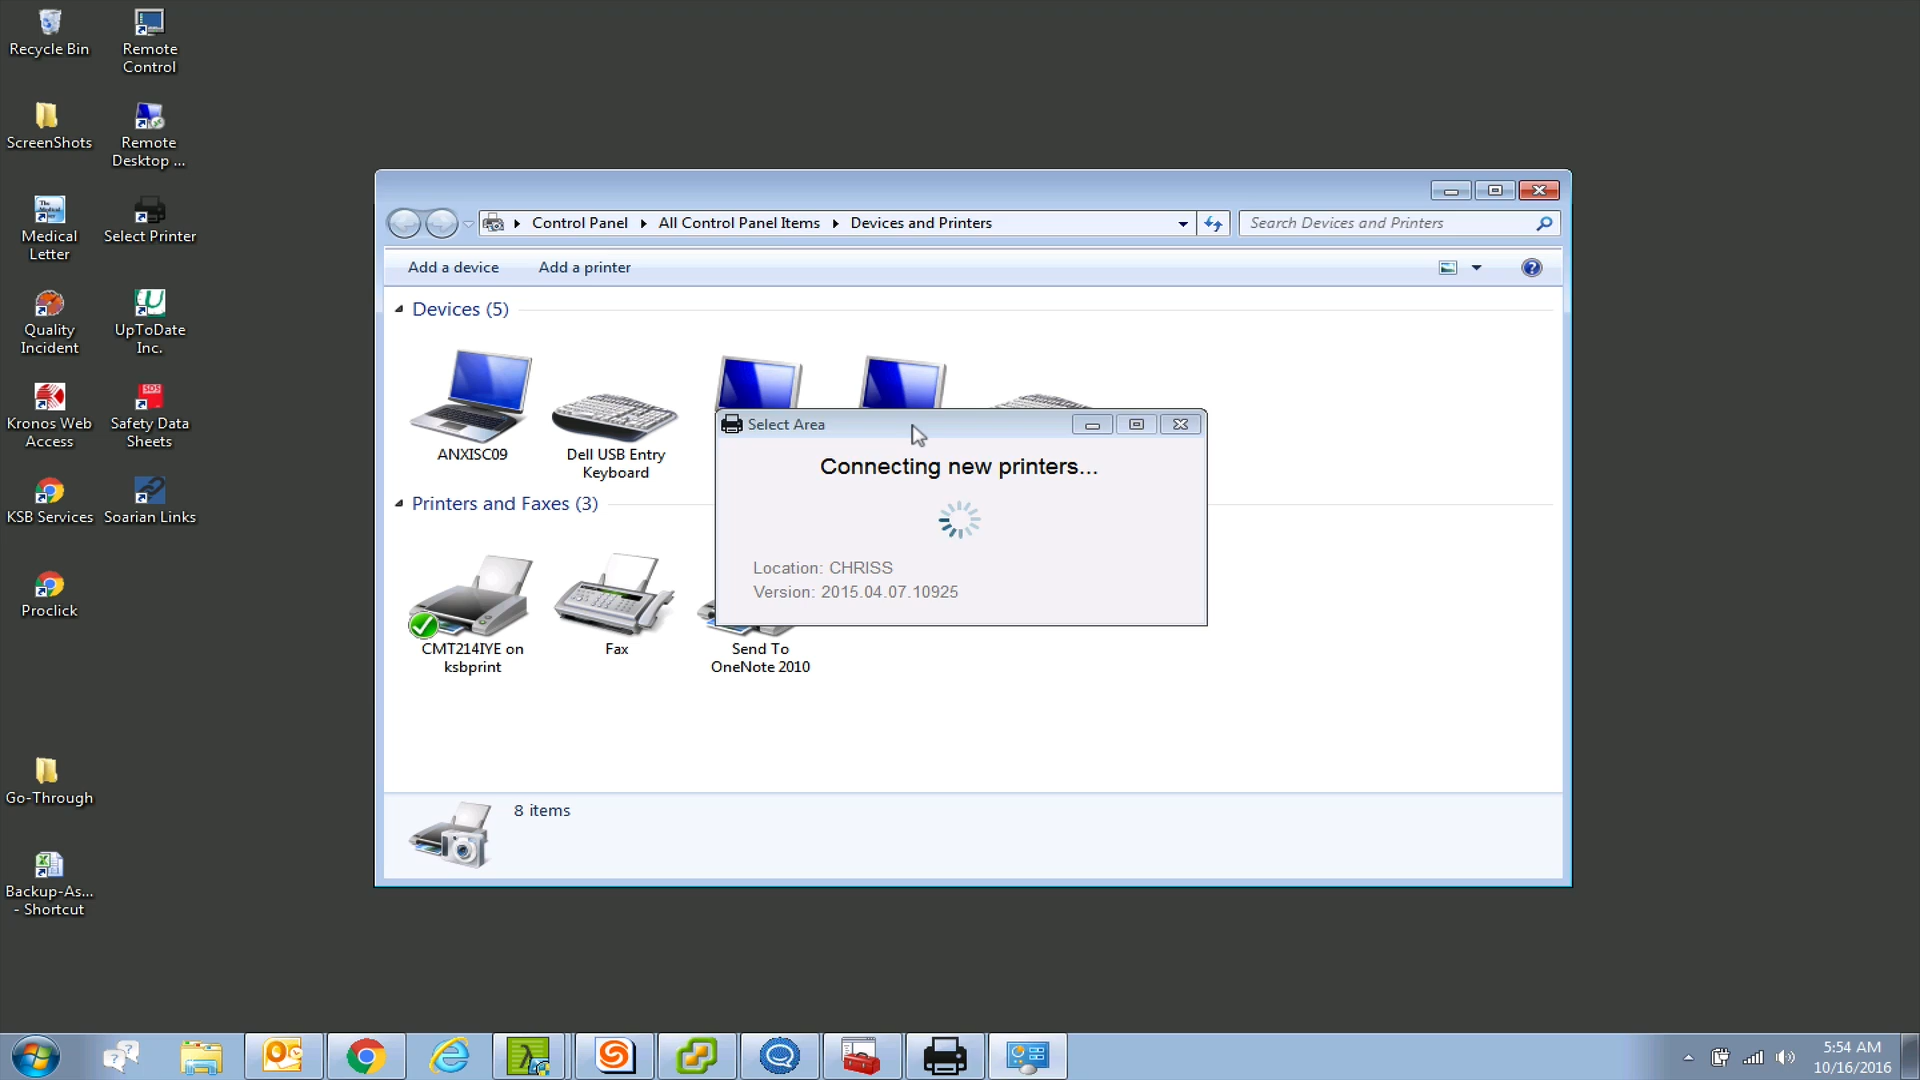 Recycle Bin
Remote
Control
ScreenShots
Remote
Desktop ...
Medical
Letter
Select Printer
Quality
Incident
UpToDate
Inc.
Kronos Web
Access
SDS
Safety Data
Sheets
KSB Services
Soarian Links
Proclick
Go-Through
Backup-As...
- Shortcut
Control Panel
All Control Panel Items
Devices and Printers
Search Devices and Printers
Add a device
Add a printer
Devices (5)
ANXISC09
Dell USB Entry
Keyboard
Printers and Faxes (3)
CMT214IYE on
ksbprint
Fax
Send To
OneNote 2010
8 items
Select Area
Connecting new printers...
Location: CHRISS
Version: 2015.04.07.10925
5:54 AM
10/16/2016